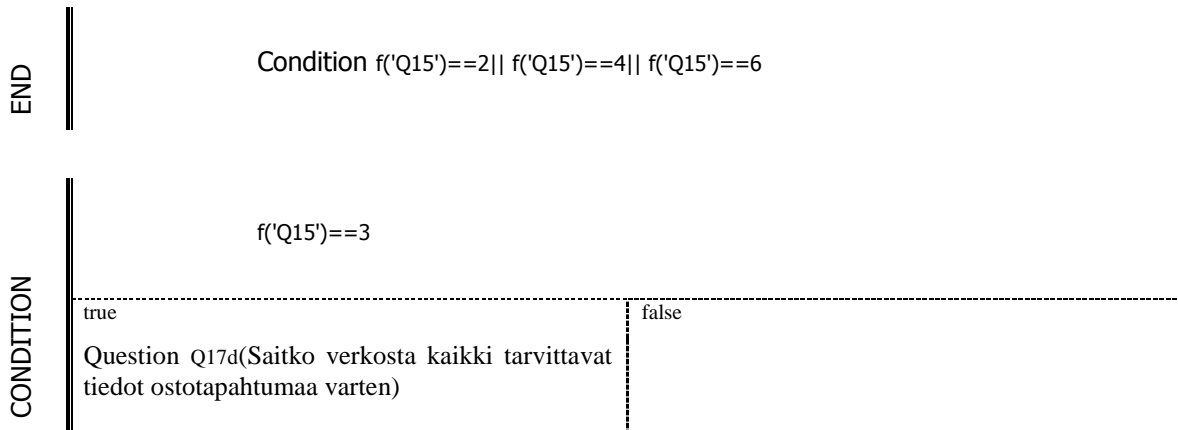 END
Condition f('Q15')==2|| f('Q15')==4|| f('Q15')==6
CONDITION
f('Q15')==3
true
false
Question Q17d(Saitko verkosta kaikki tarvittavat
tiedot ostotapahtumaa varten)